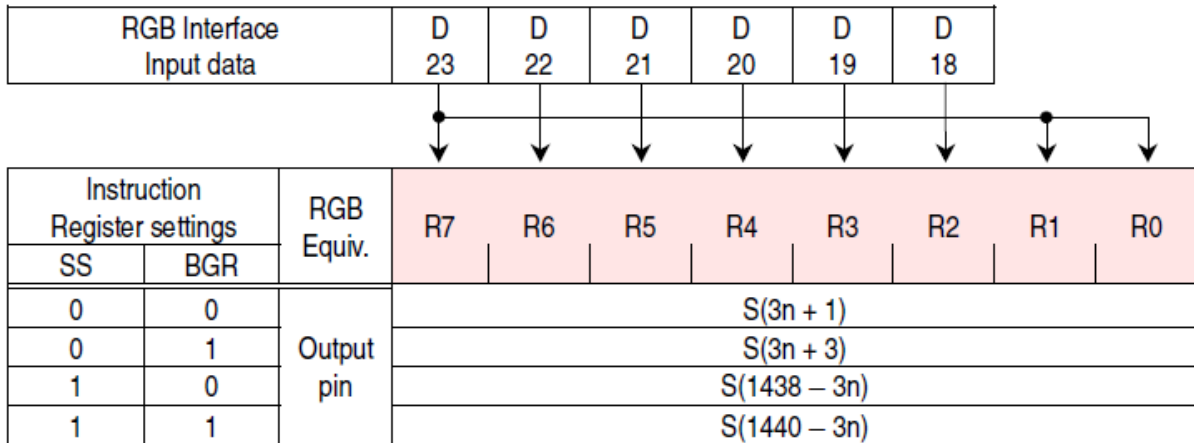 RGB Interface D D D D D D
Input data 23 22 21 20 19 18
Instruction
Register settings RGB Equiv. R7 R6 R5 R4 R3 R2 R1 R0
SS BGR
0 0 S(3n + 1)
0 1 Output S(3n + 3)
1 0 pin S(1438 – 3n)
1 1 S(1440 – 3n)